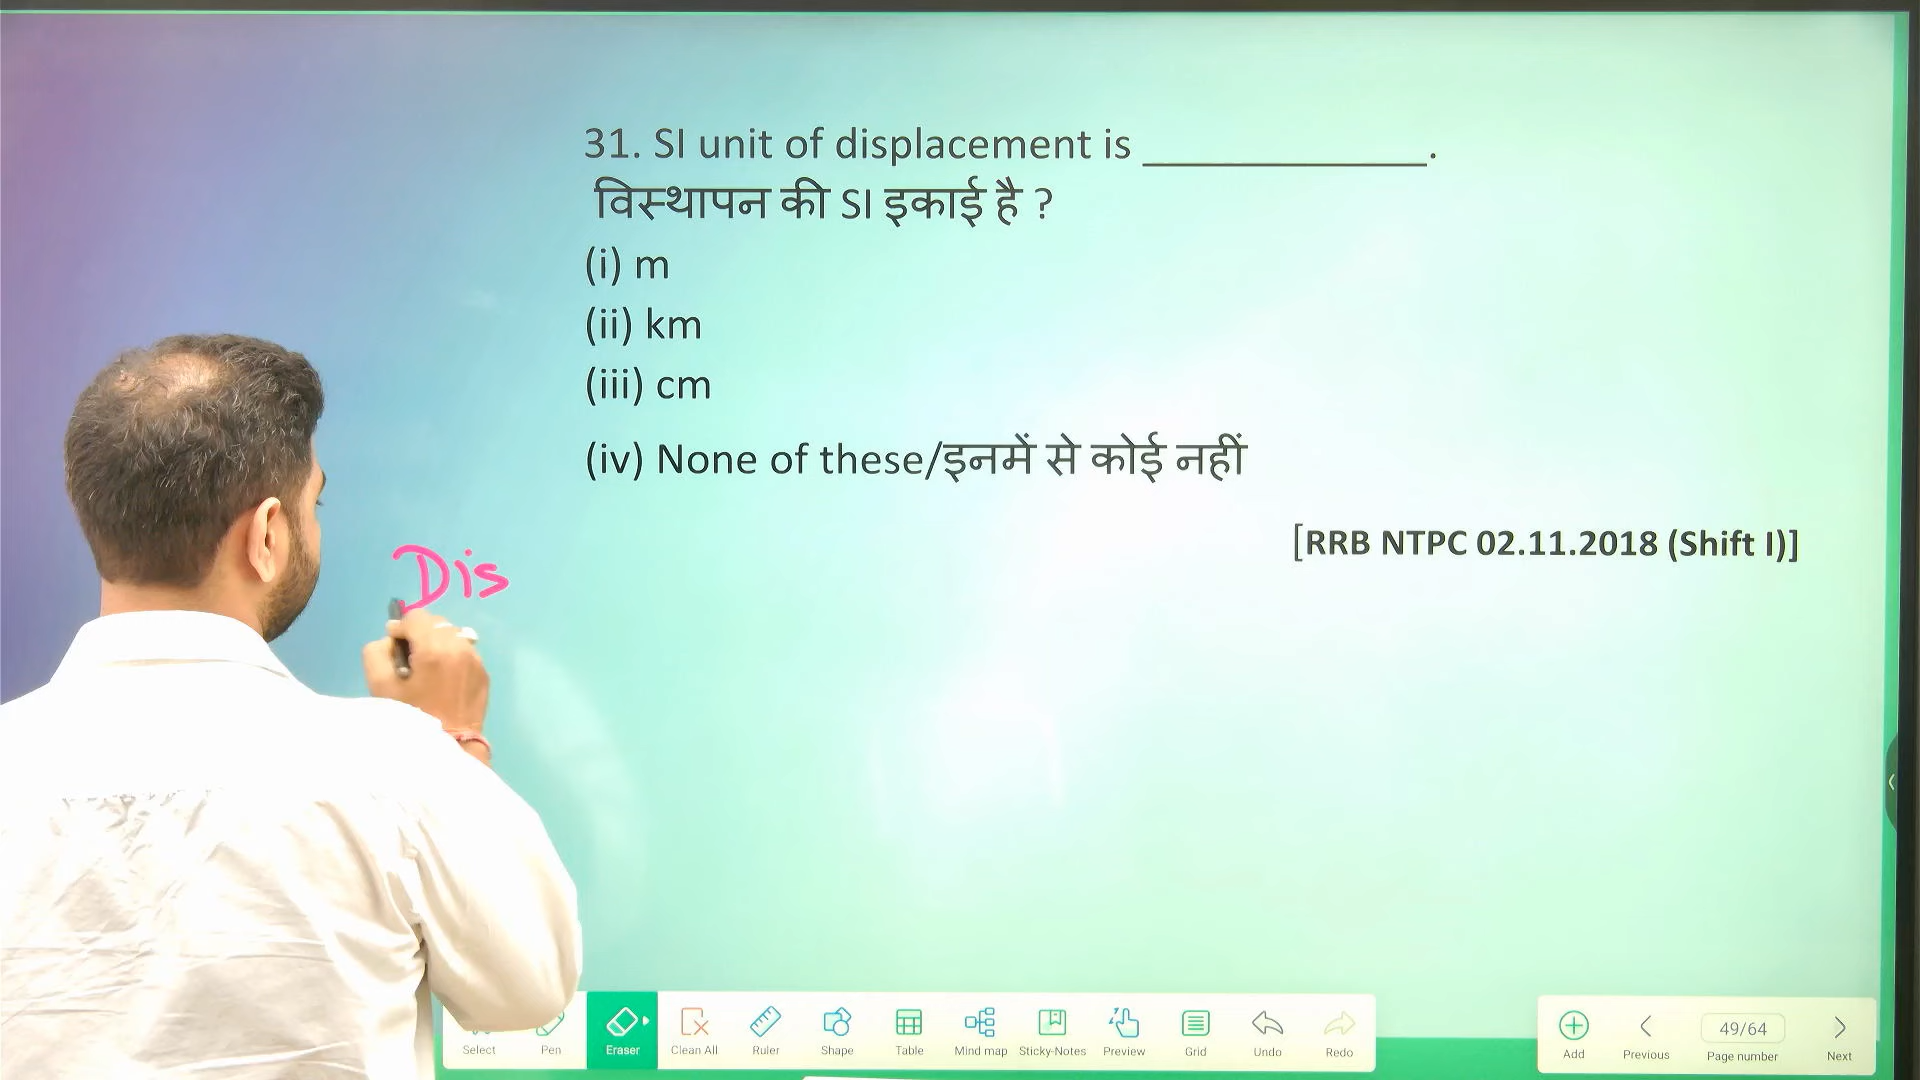 31. SI unit of displacement is _____________.
विस्थापन की SI इकाई है ?
(i) m
(ii) km
(iii) cm
(iv) None of these/इनमें से कोई नहीं
[RRB NTPC 02.11.2018 (Shift I)]
Dis
Select Pen Eraser Clean All Ruler Shape Table Mind map Sticky-Notes Preview Grid Undo Redo
49/64
Add Previous Page number Next